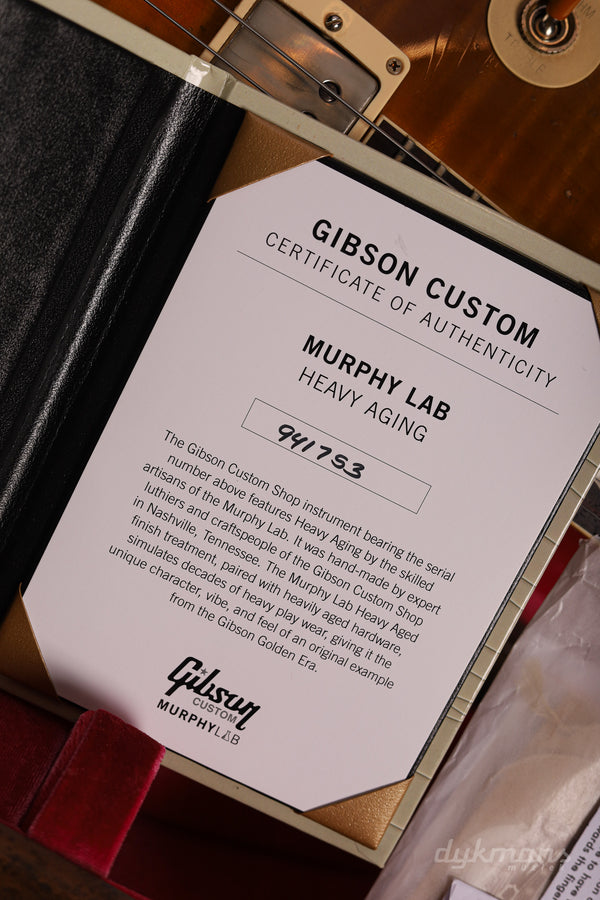 GIBSON CUSTOM
CERTIFICATE OF AUTHENTICITY
MURPHY LAB
HEAVY AGING
941753
The Gibson Custom Shop instrument bearing the serial
number above features Heavy Aging by the skilled
artisans of the Murphy Lab. It was hand-made by expert
luthiers and craftspeople of the Gibson Custom Shop
in Nashville, Tennessee. The Murphy Lab Heavy Aged
finish treatment, paired with heavily aged hardware,
simulates decades of heavy play wear, giving it the
unique character, vibe, and feel of an original example
from the Gibson Golden Era.
Gibson
CUSTOM
MURPHYLAB
dykmans
music